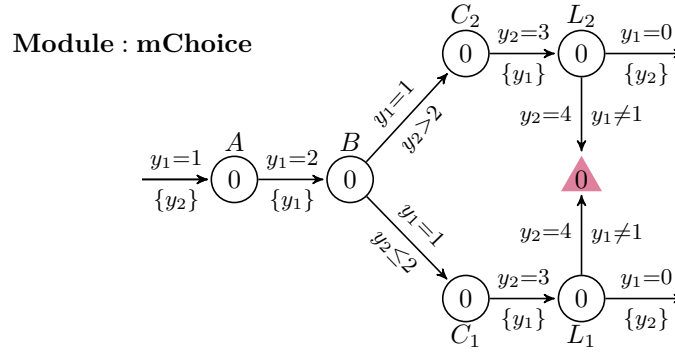 Module : mChoice
C₂
y₂=3
{y₁}
L₂
y₁=0
{y₂}
0
0
y₁=1
y₂>2
y₂=4
y₁≠1
y₁=1
{y₂}
A
0
y₁=2
{y₁}
B
0
0
y₁=1
y₂≤2
y₂=4
y₁≠1
0
y₂=3
{y₁}
0
y₁=0
{y₂}
C₁
L₁